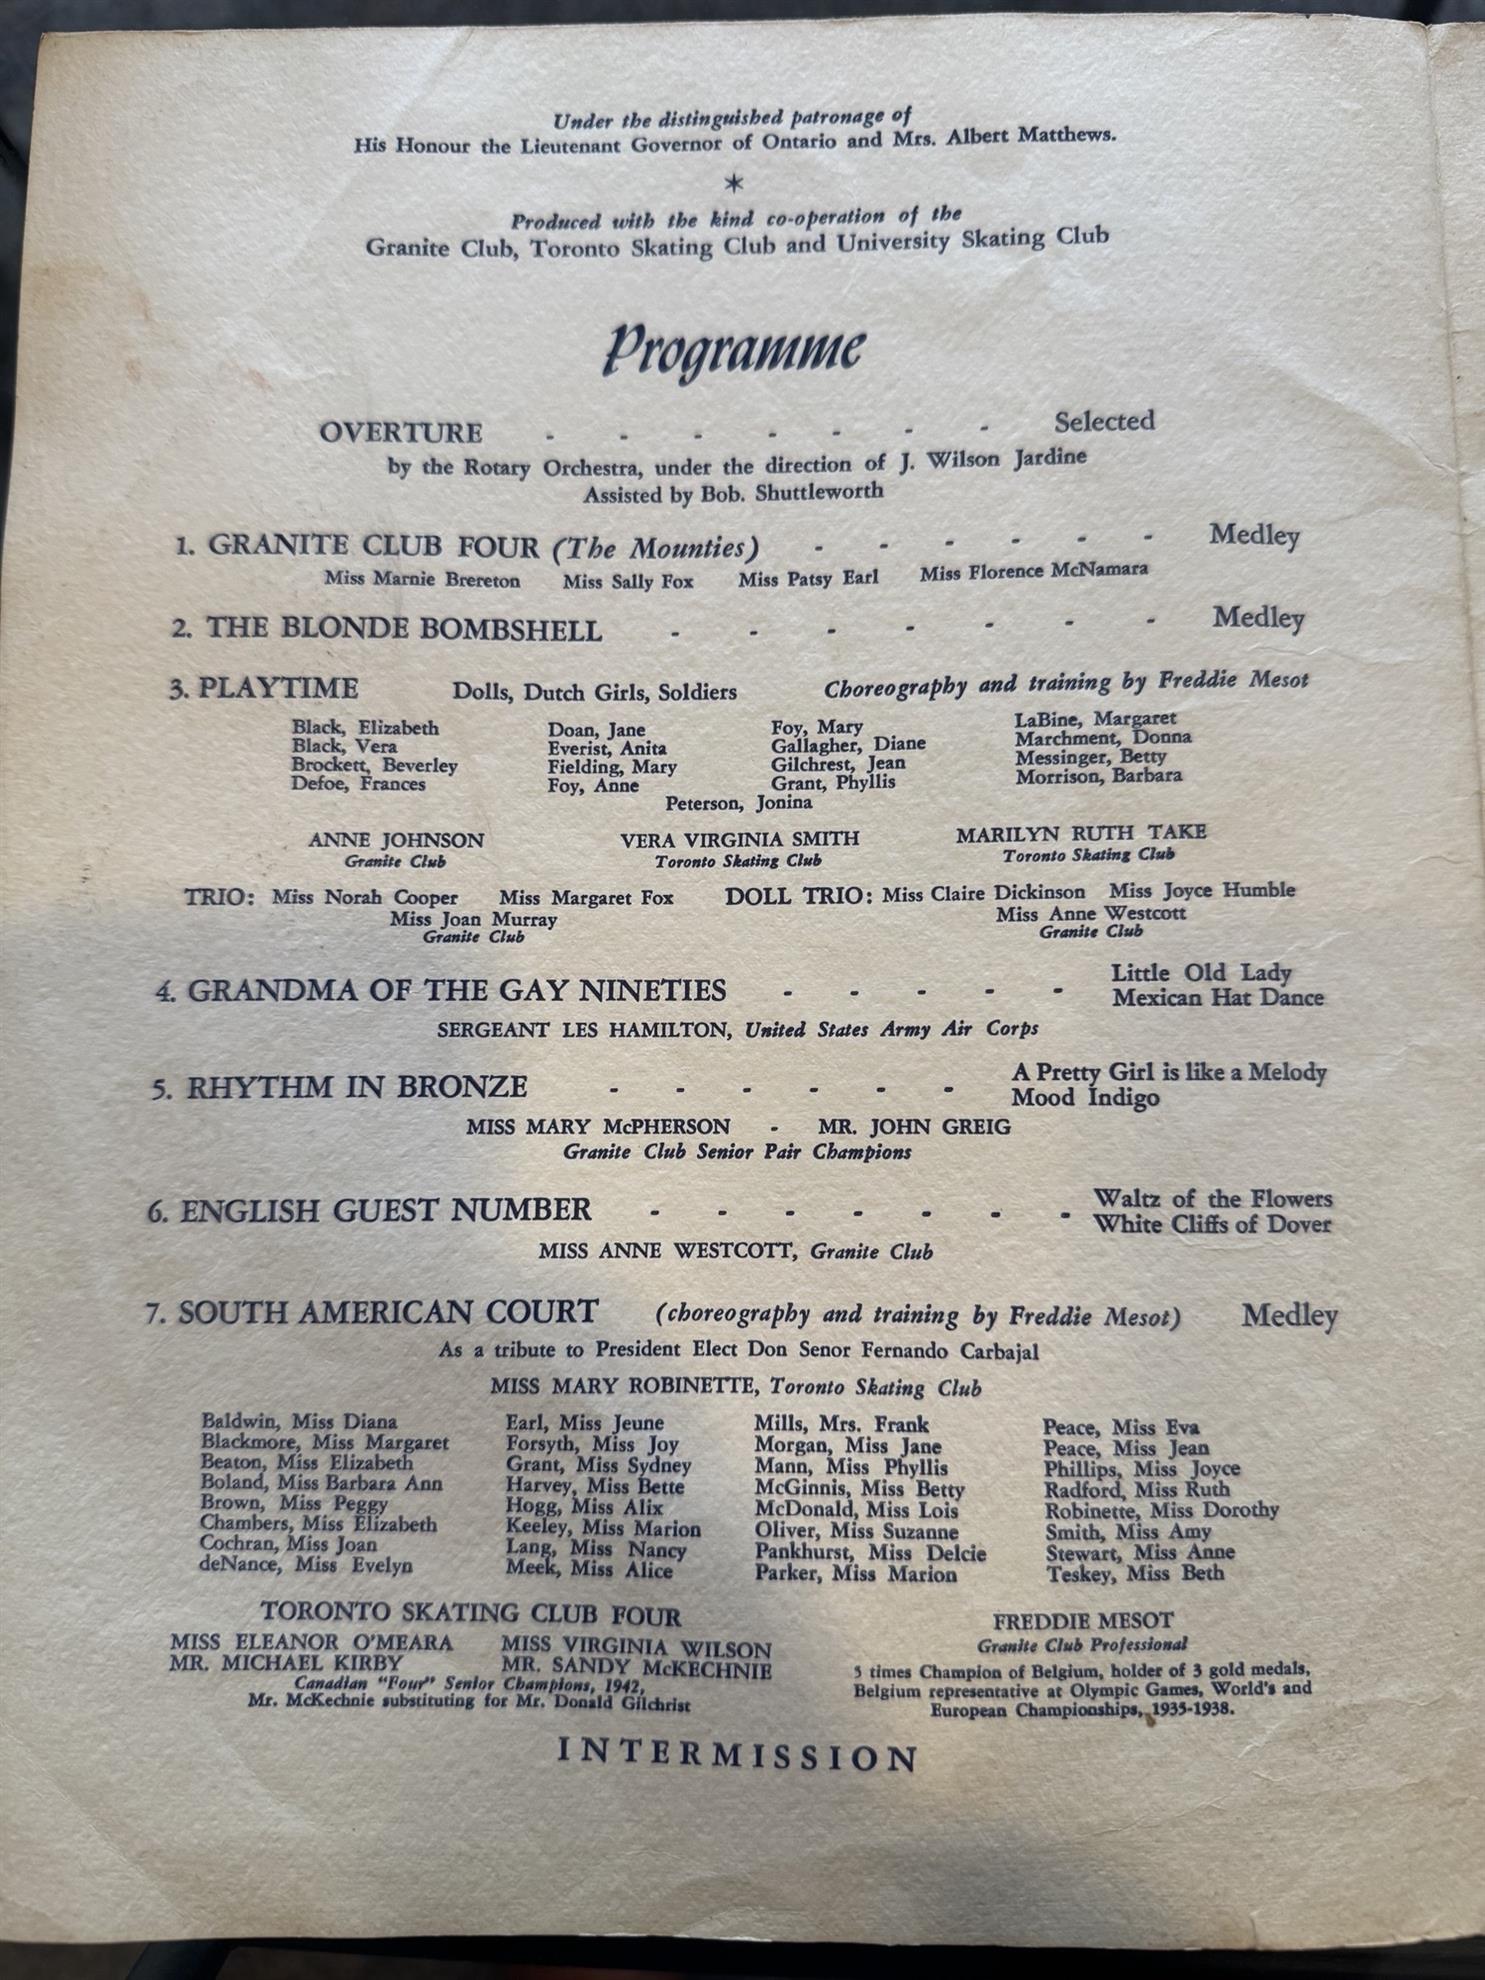 Under the distinguished patronage of
His Honour the Lieutenant Governor of Ontario and Mrs. Albert Matthews.
*
Produced with the kind co-operation of the
Granite Club, Toronto Skating Club and University Skating Club
Programme
OVERTURE - - - - - - - Selected
by the Rotary Orchestra, under the direction of J. Wilson Jardine
Assisted by Bob. Shuttleworth
1. GRANITE CLUB FOUR (The Mounties) - - - - - - Medley
Miss Marnie Brereton Miss Sally Fox Miss Patsy Earl Miss Florence McNamara
2. THE BLONDE BOMBSHELL - - - - - - - Medley
3. PLAYTIME Dolls, Dutch Girls, Soldiers Choreography and training by Freddie Mesot
Black, Elizabeth Doan, Jane Foy, Mary LaBine, Margaret
Black, Vera Everist, Anita Gallagher, Diane Marchment, Donna
Brockett, Beverley Fielding, Mary Gilchrest, Jean Messinger, Betty
Defoe, Frances Foy, Anne Grant, Phyllis Morrison, Barbara
Peterson, Jonina
ANNE JOHNSON VERA VIRGINIA SMITH MARILYN RUTH TAKE
Granite Club Toronto Skating Club Toronto Skating Club
TRIO: Miss Norah Cooper Miss Margaret Fox DOLL TRIO: Miss Claire Dickinson Miss Joyce Humble
Miss Joan Murray Miss Anne Westcott
Granite Club Granite Club
4. GRANDMA OF THE GAY NINETIES - - - - - Little Old Lady
Mexican Hat Dance
SERGEANT LES HAMILTON, United States Army Air Corps
5. RHYTHM IN BRONZE - - - - - - A Pretty Girl is like a Melody
Mood Indigo
MISS MARY McPHERSON - MR. JOHN GREIG
Granite Club Senior Pair Champions
6. ENGLISH GUEST NUMBER - - - - - - - Waltz of the Flowers
White Cliffs of Dover
MISS ANNE WESTCOTT, Granite Club
7. SOUTH AMERICAN COURT (choreography and training by Freddie Mesot) Medley
As a tribute to President Elect Don Senor Fernando Carbajal
MISS MARY ROBINETTE, Toronto Skating Club
Baldwin, Miss Diana Earl, Miss Jeune Mills, Mrs. Frank Peace, Miss Eva
Blackmore, Miss Margaret Forsyth, Miss Joy Morgan, Miss Jane Peace, Miss Jean
Beaton, Miss Elizabeth Grant, Miss Sydney Mann, Miss Phyllis Phillips, Miss Joyce
Boland, Miss Barbara Ann Harvey, Miss Bette McGinnis, Miss Betty Radford, Miss Ruth
Brown, Miss Peggy Hogg, Miss Alix McDonald, Miss Lois Robinette, Miss Dorothy
Chambers, Miss Elizabeth Keeley, Miss Marion Oliver, Miss Suzanne Smith, Miss Amy
Cochran, Miss Joan Lang, Miss Nancy Pankhurst, Miss Delcie Stewart, Miss Anne
deNance, Miss Evelyn Meek, Miss Alice Parker, Miss Marion Teskey, Miss Beth
TORONTO SKATING CLUB FOUR
MISS ELEANOR O'MEARA MISS VIRGINIA WILSON
MR. MICHAEL KIRBY MR. SANDY McKECHNIE
Canadian "Four" Senior Champions, 1942,
Mr. McKechnie substituting for Mr. Donald Gilchrist
FREDDIE MESOT
Granite Club Professional
5 times Champion of Belgium, holder of 3 gold medals,
Belgium representative at Olympic Games, World's and
European Championships, 1935-1938.
INTERMISSION